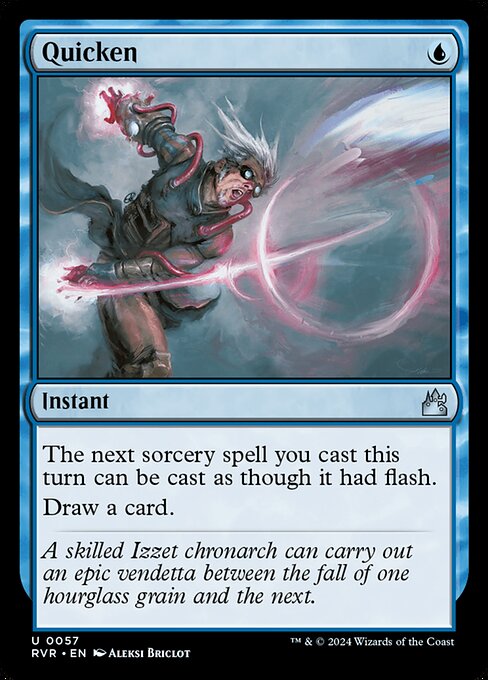 Quicken
Instant
The next sorcery spell you cast this
turn can be cast as though it had flash.
Draw a card.
A skilled Izzet chronarch can carry out
an epic vendetta between the fall of one
hourglass grain and the next.
U 0057
RVR • EN Aleksi Briclot
™ & © 2024 Wizards of the Coast